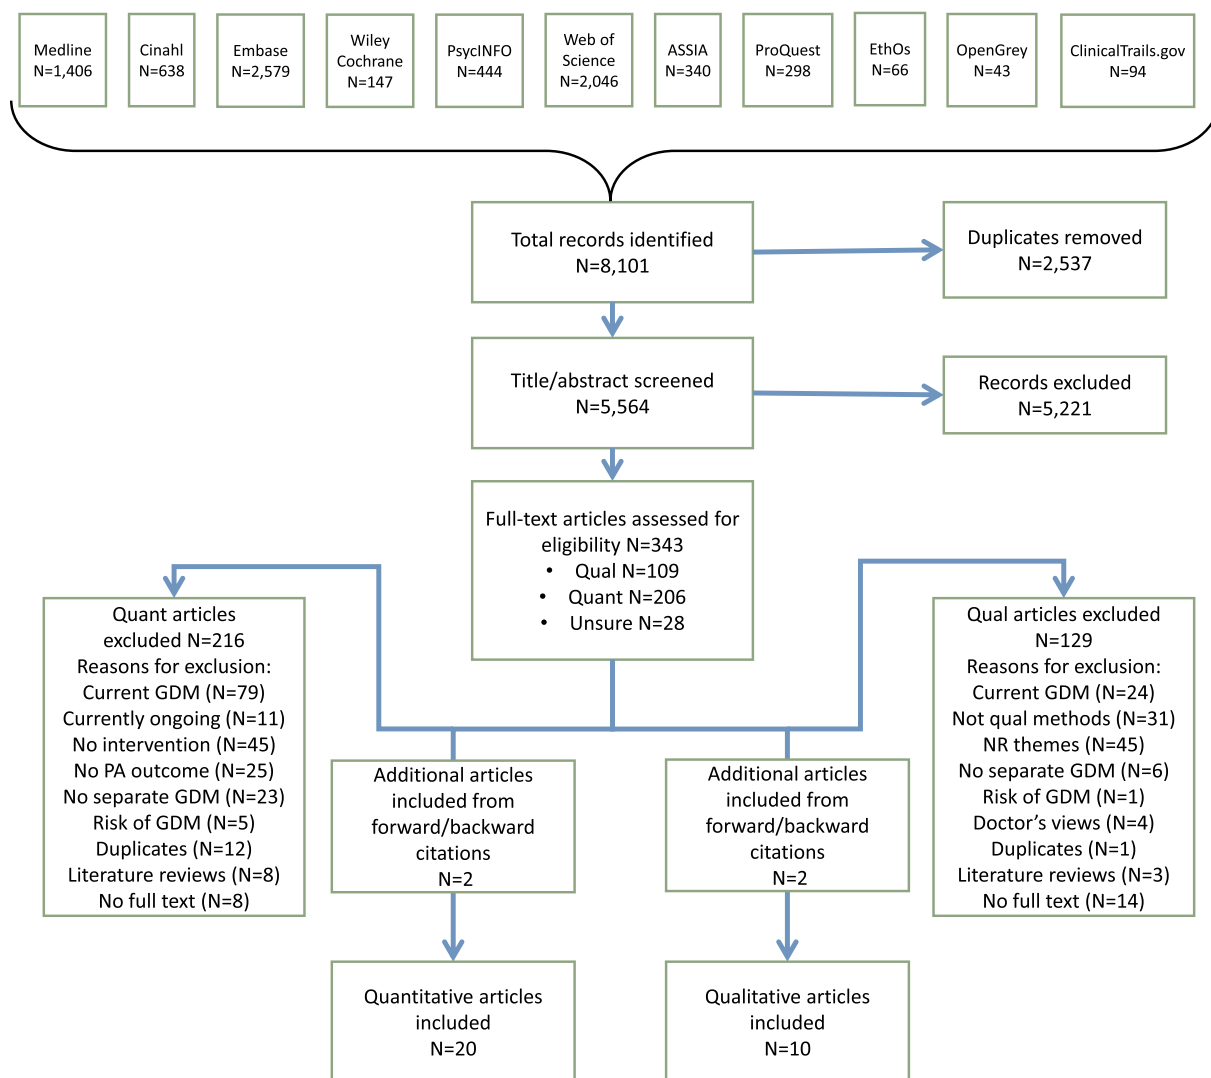 Medline
N=1,406
Cinahl
N=638
Embase
N=2,579
Wiley
Cochrane
N=147
PsycINFO
N=444
Web of
Science
N=2,046
ASSIA
N=340
ProQuest
N=298
EthOs
N=66
OpenGrey
N=43
ClinicalTrails.gov
N=94
Total records identified
N=8,101
Duplicates removed
N=2,537
Title/abstract screened
N=5,564
Records excluded
N=5,221
Full-text articles assessed for
eligibility N=343
• Qual N=109
• Quant N=206
• Unsure N=28
Quant articles
excluded N=216
Reasons for exclusion:
Current GDM (N=79)
Currently ongoing (N=11)
No intervention (N=45)
No PA outcome (N=25)
No separate GDM (N=23)
Risk of GDM (N=5)
Duplicates (N=12)
Literature reviews (N=8)
No full text (N=8)
Additional articles
included from
forward/backward
citations
N=2
Additional articles
included from
forward/backward
citations
N=2
Qual articles excluded
N=129
Reasons for exclusion:
Current GDM (N=24)
Not qual methods (N=31)
NR themes (N=45)
No separate GDM (N=6)
Risk of GDM (N=1)
Doctor’s views (N=4)
Duplicates (N=1)
Literature reviews (N=3)
No full text (N=14)
Quantitative articles
included
N=20
Qualitative articles
included
N=10